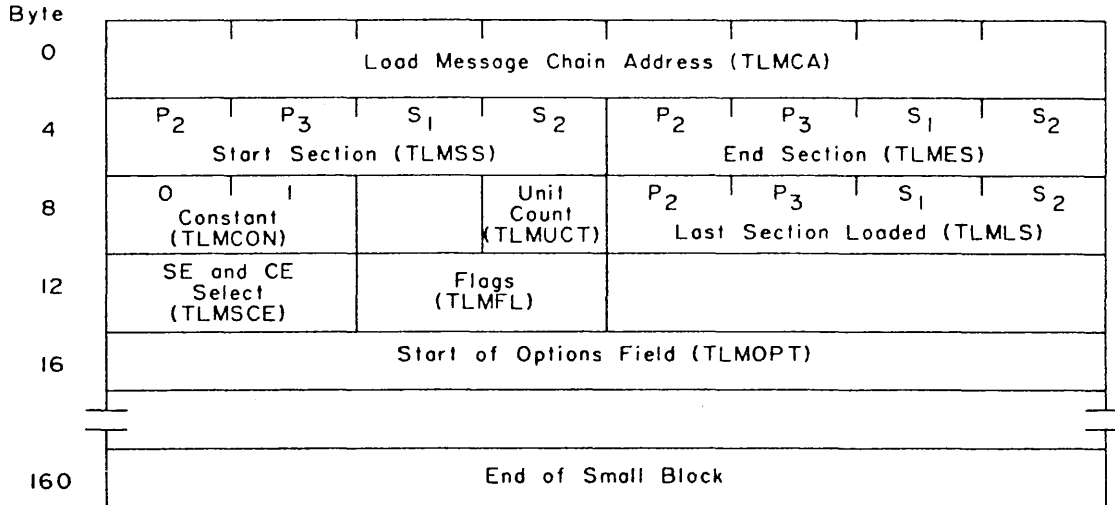 Byte
0
Load Message Chain Address (TLMCA)
4
P2 P3 S1 S2 P2 P3 S1 S2
Start Section (TLMSS) End Section (TLMES)
8
0 1 Unit P2 P3 S1 S2
Constant Count
(TLMCON) (TLMUCT) Last Section Loaded (TLMLS)
12
SE and CE Flags
Select (TLMFL)
(TLMSCE)
16
Start of Options Field (TLMOPT)
160
End of Small Block